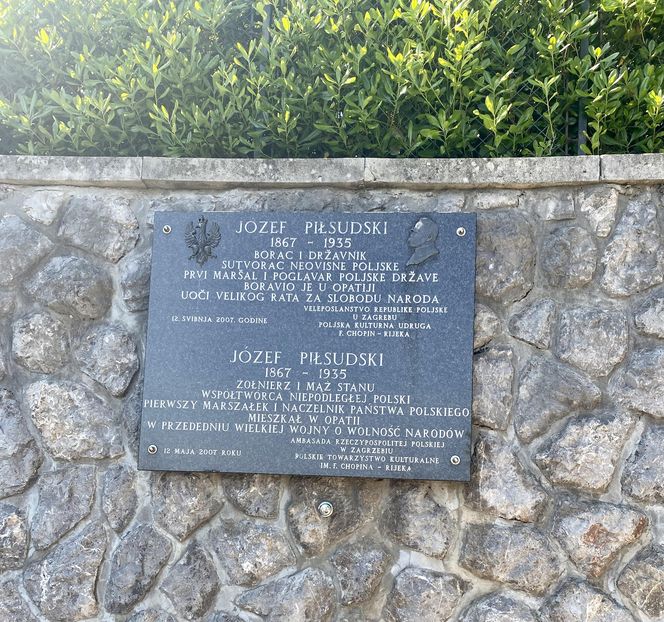 JOZEF PIŁSUDSKI
1867 - 1935
BORAC I DRŽAVNIK
SUTVORAC NEOVISNE POLJSKE
PRVI MARŠAL I POGLAVAR POLJSKE DRŽAVE
BORAVIO JE U OPATIJI
UOČI VELIKOG RATA ZA SLOBODU NARODA
12. SVIBNJA 2007. GODINE
VELEPOSLANSTVO REPUBLIKE POLJSKE
U ZAGREBU
POLJSKA KULTURNA UDRUGA
F. CHOPIN - RIJEKA
JÓZEF PIŁSUDSKI
1867 - 1935
ŻOŁNIERZ I MĄŻ STANU
WSPÓŁTWÓRCA NIEPODLEGŁEJ POLSKI
PIERWSZY MARSZAŁEK I NACZELNIK PAŃSTWA POLSKIEGO
MIESZKAŁ W OPATII
W PRZEDEDNIU WIELKIEJ WOJNY O WOLNOŚĆ NARODÓW
12 MAJA 2007 ROKU
AMBASADA RZECZYPOSPOLITEJ POLSKIEJ
W ZAGRZEBIU
POLSKIE TOWARZYSTWO KULTURALNE
IM. F. CHOPINA - RIJEKA